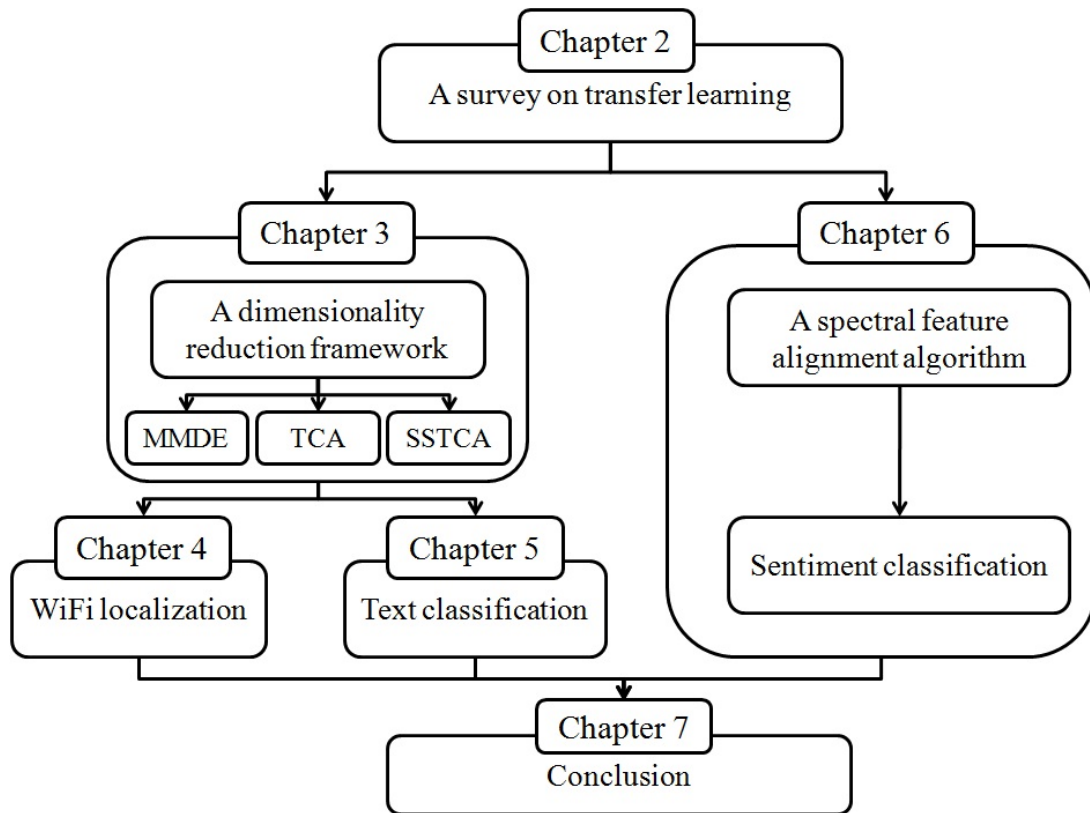 Chapter 2
A survey on transfer learning
Chapter 3
A dimensionality
reduction framework
MMDE
TCA
SSTCA
Chapter 6
A spectral feature
alignment algorithm
Sentiment classification
Chapter 4
WiFi localization
Chapter 5
Text classification
Chapter 7
Conclusion